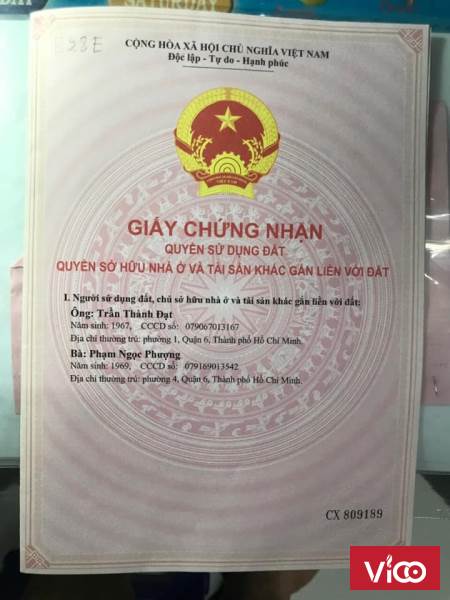 SATURDAY
E28E
CỘNG HÒA XÃ HỘI CHỦ NGHĨA VIỆT NAM
Độc lập - Tự do - Hạnh phúc
GIẤY CHỨNG NHẬN
QUYỀN SỬ DỤNG ĐẤT
QUYỀN SỞ HỮU NHÀ Ở VÀ TÀI SẢN KHÁC GẮN LIỀN VỚI ĐẤT
I. Người sử dụng đất, chủ sở hữu nhà ở và tài sản khác gắn liền với đất:
Ông: Trần Thành Đạt
Năm sinh: 1967, CCCD số: 079067013167
Địa chỉ thường trú: phường 1, Quận 6, Thành phố Hồ Chí Minh.
Bà: Phạm Ngọc Phượng
Năm sinh: 1969, CCCD số: 079169013542
Địa chỉ thường trú: phường 4, Quận 6, Thành phố Hồ Chí Minh.
CX 809189
Vico